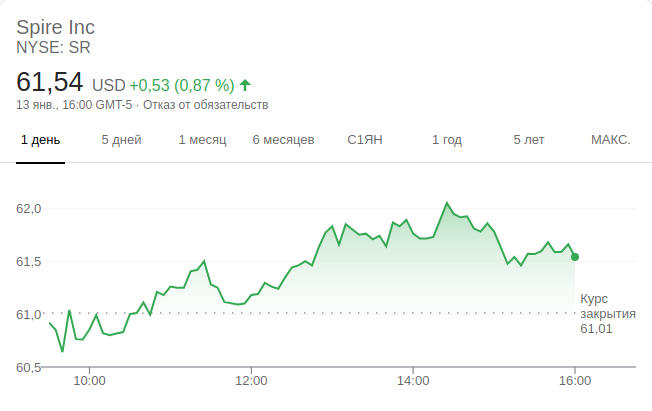 Spire Inc
NYSE: SR
61,54 USD +0,53 (0,87 %)
13 янв., 16:00 GMT-5 · Отказ от обязательств
1 день 5 дней 1 месяц 6 месяцев С1ЯН 1 год 5 лет МАКС.
62,0
61,5
61,0
60,5
Курс
закрытия
61,01
10:00 12:00 14:00 16:00